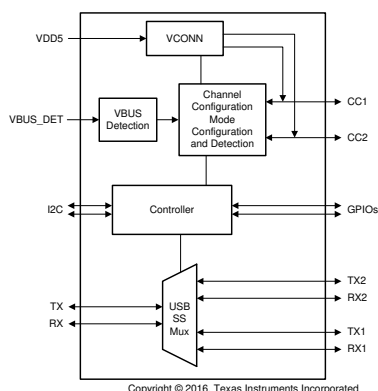 VDD5
VCONN
Channel
Configuration
Mode
Configuration
and Detection
CC1
VBUS_DET
VBUS
Detection
CC2
I2C
Controller
GPIOs
USB
SS
Mux
TX2
RX2
TX
RX
TX1
RX1
Copyright © 2016, Texas Instruments Incorporated